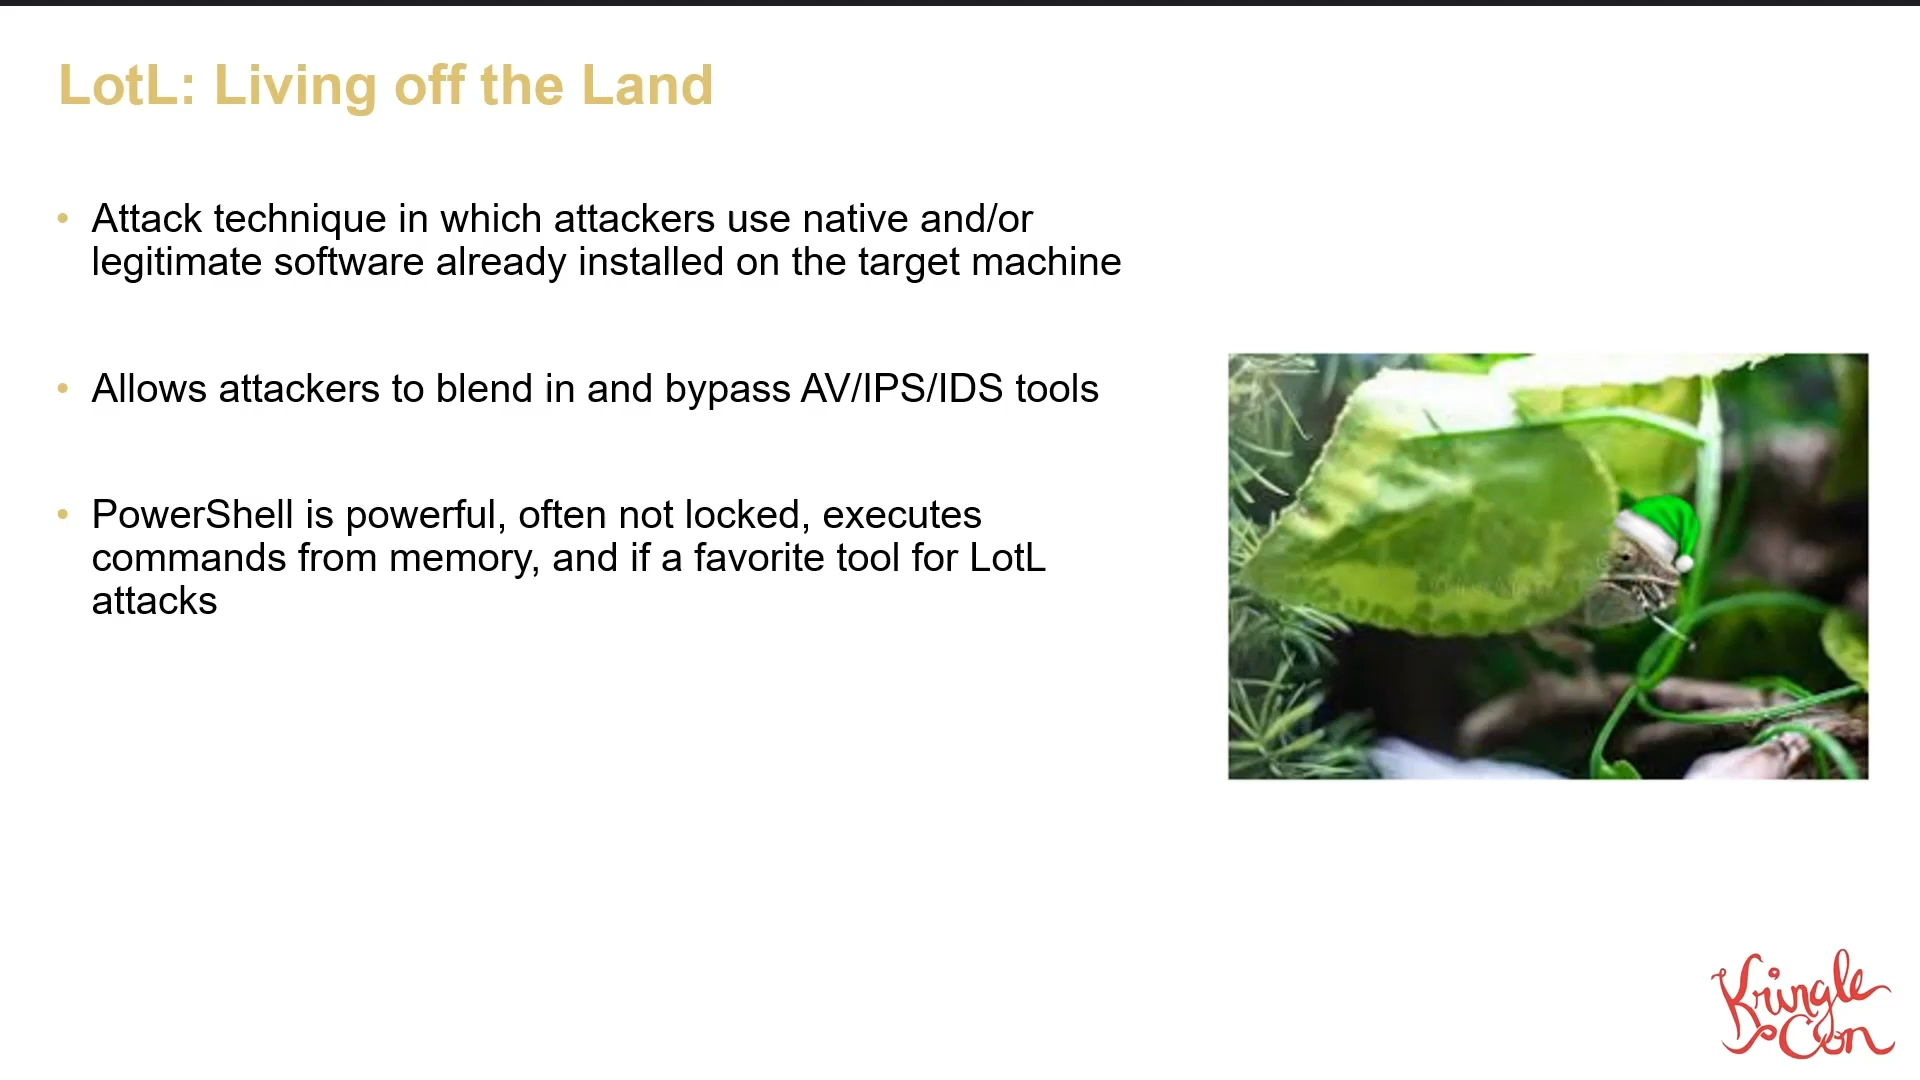 LotL: Living off the Land
• Attack technique in which attackers use native and/or
legitimate software already installed on the target machine
• Allows attackers to blend in and bypass AV/IPS/IDS tools
• PowerShell is powerful, often not locked, executes
commands from memory, and if a favorite tool for LotL
attacks
Kringle
Con